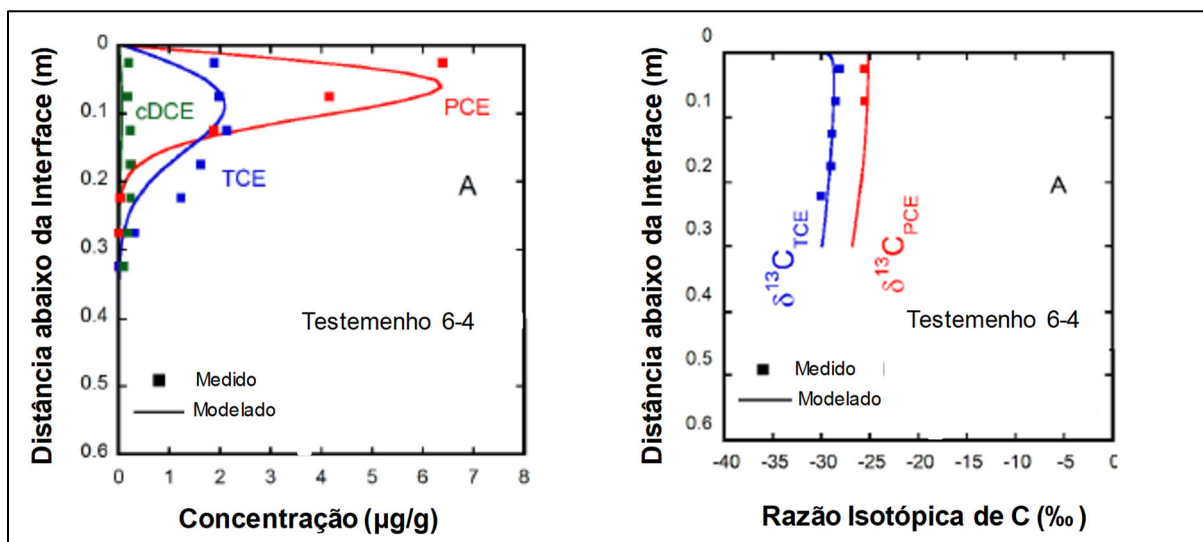 Distância abaixo da Interface (m)
0
0.1
0.2
0.3
0.4
0.5
0.6
cDCE
PCE
TCE
A
Testemenho 6-4
Medido
Modelado
0 1 2 3 4 5 6 7 8
Concentração (µg/g)
Distância abaixo da Interface (m)
0
0.1
0.2
0.3
0.4
0.5
0.6
A
δ¹³C_TCE
δ¹³C_PCE
Testemenho 6-4
Medido
Modelado
-40 -35 -30 -25 -20 -15 -10 -5 0
Razão Isotópica de C (‰)